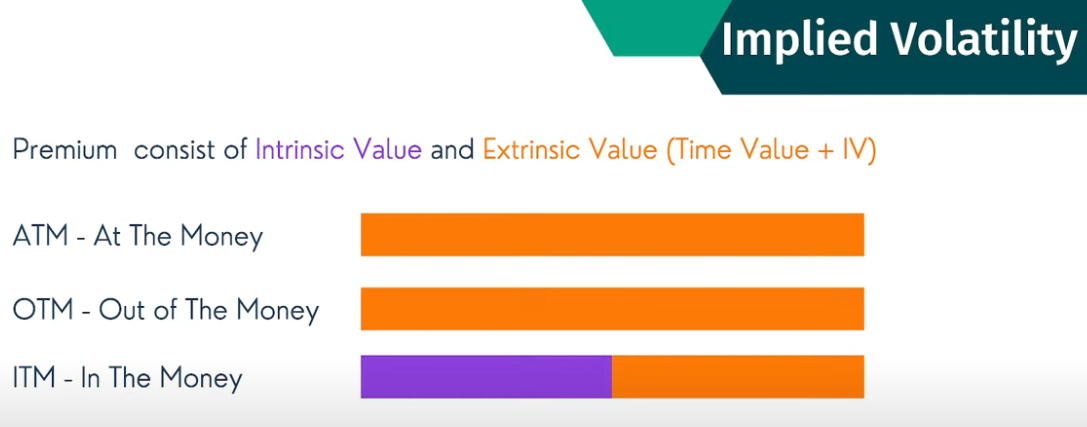 Implied Volatility
Premium consist of Intrinsic Value and Extrinsic Value (Time Value + IV)
ATM - At The Money
OTM - Out of The Money
ITM - In The Money